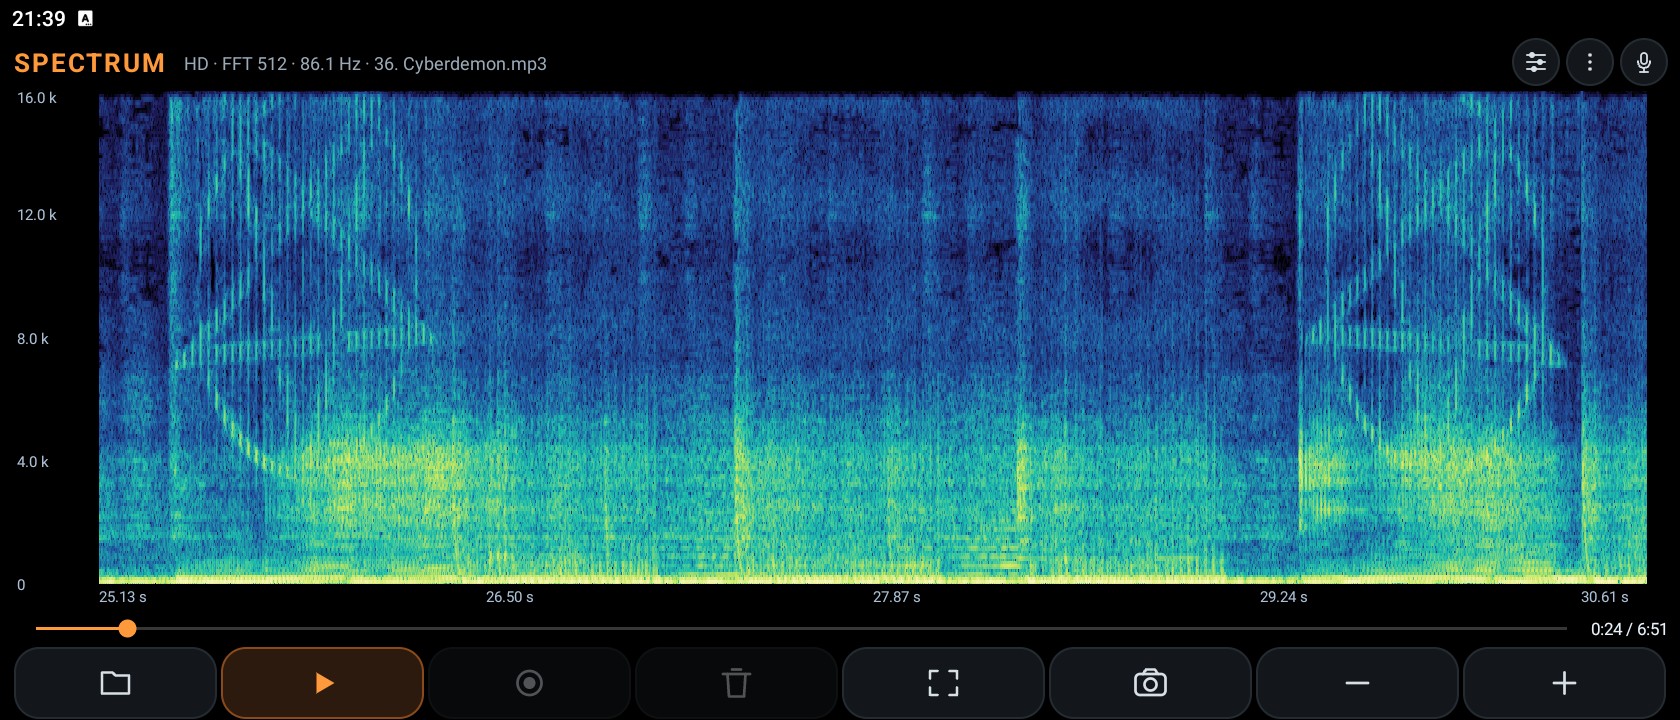 21:39 A
SPECTRUM HD · FFT 512 · 86.1 Hz · 36. Cyberdemon.mp3
16.0 k
12.0 k
8.0 k
4.0 k
0
25.13 s 26.50 s 27.87 s 29.24 s 30.61 s
0:24 / 6:51